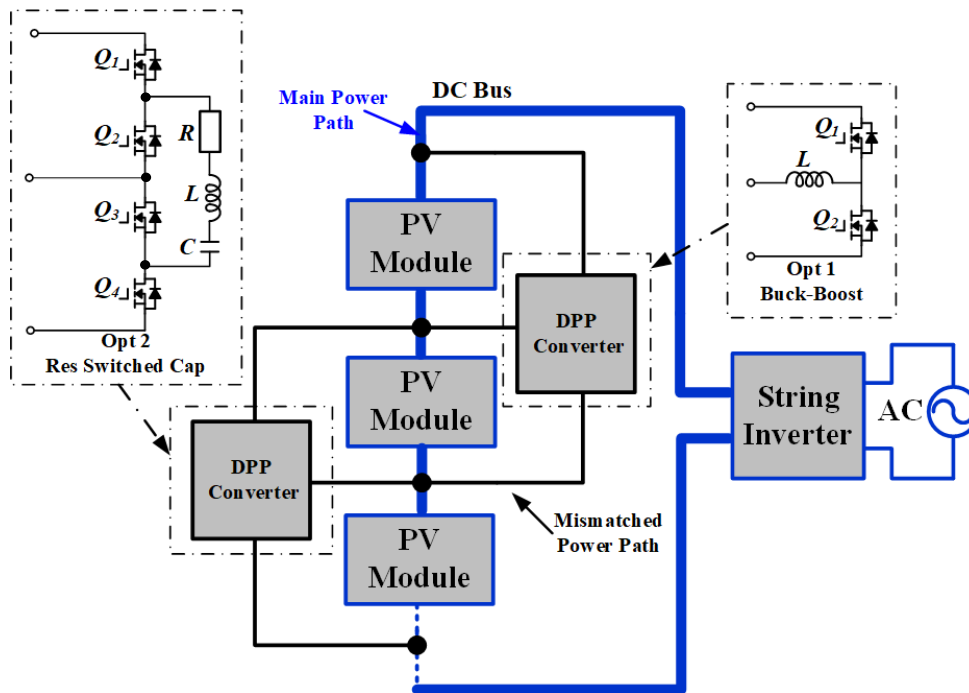 Q1
Q2
R
L
Q3
C
Q4
Opt 2
Res Switched Cap
Main Power
Path
DC Bus
Q1
L
Q2
Opt 1
Buck-Boost
PV
Module
DPP
Converter
PV
Module
DPP
Converter
Mismatched
Power Path
PV
Module
String
Inverter
AC